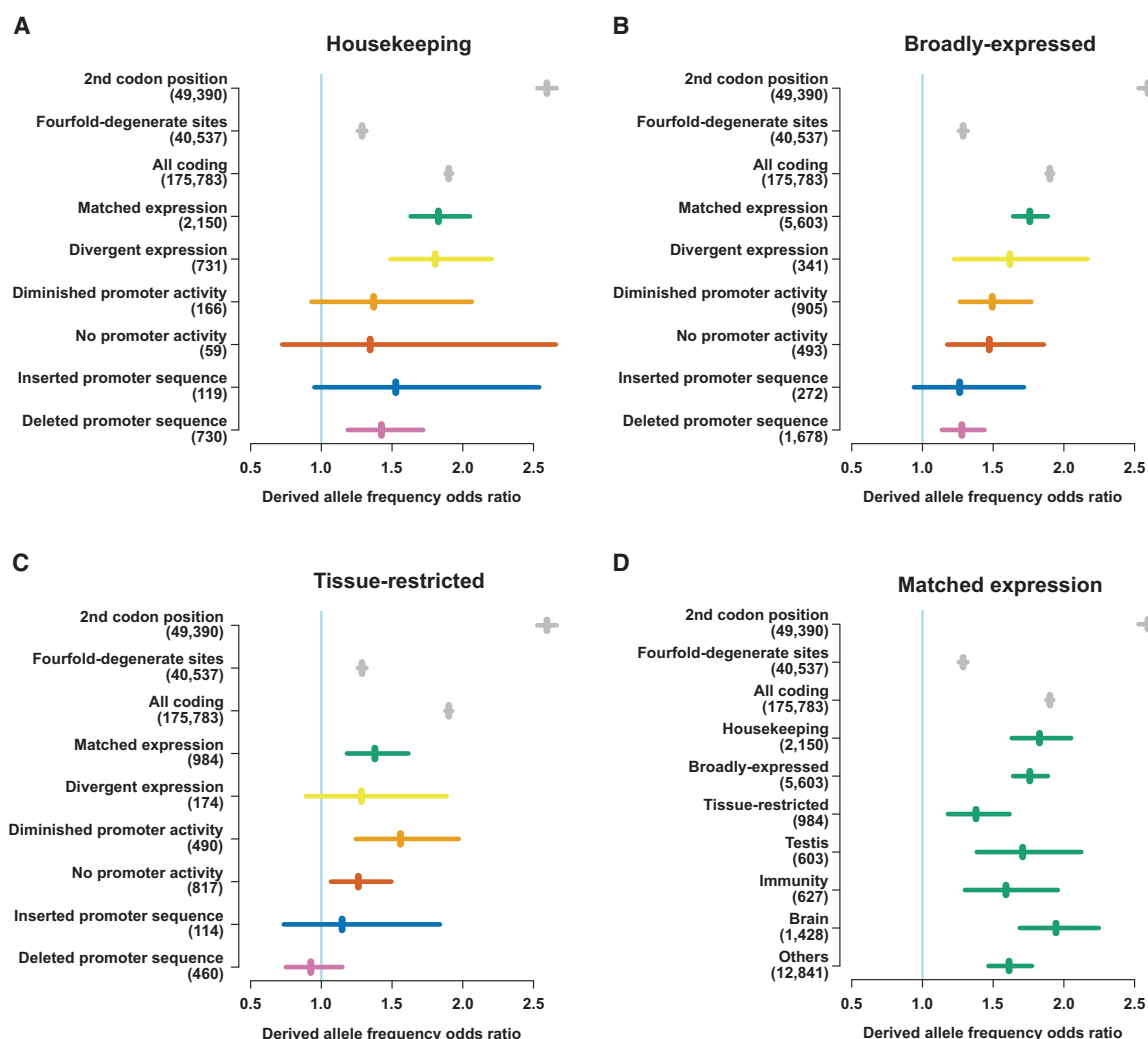 A
Housekeeping
2nd codon position
(49,390)
Fourfold-degenerate sites
(40,537)
All coding
(175,783)
Matched expression
(2,150)
Divergent expression
(731)
Diminished promoter activity
(166)
No promoter activity
(59)
Inserted promoter sequence
(119)
Deleted promoter sequence
(730)
0.5 1.0 1.5 2.0 2.5
Derived allele frequency odds ratio
B
Broadly-expressed
2nd codon position
(49,390)
Fourfold-degenerate sites
(40,537)
All coding
(175,783)
Matched expression
(5,603)
Divergent expression
(341)
Diminished promoter activity
(905)
No promoter activity
(493)
Inserted promoter sequence
(272)
Deleted promoter sequence
(1,678)
0.5 1.0 1.5 2.0 2.5
Derived allele frequency odds ratio
C
Tissue-restricted
2nd codon position
(49,390)
Fourfold-degenerate sites
(40,537)
All coding
(175,783)
Matched expression
(984)
Divergent expression
(174)
Diminished promoter activity
(490)
No promoter activity
(817)
Inserted promoter sequence
(114)
Deleted promoter sequence
(460)
0.5 1.0 1.5 2.0 2.5
Derived allele frequency odds ratio
D
Matched expression
2nd codon position
(49,390)
Fourfold-degenerate sites
(40,537)
All coding
(175,783)
Housekeeping
(2,150)
Broadly-expressed
(5,603)
Tissue-restricted
(984)
Testis
(603)
Immunity
(627)
Brain
(1,428)
Others
(12,841)
0.5 1.0 1.5 2.0 2.5
Derived allele frequency odds ratio